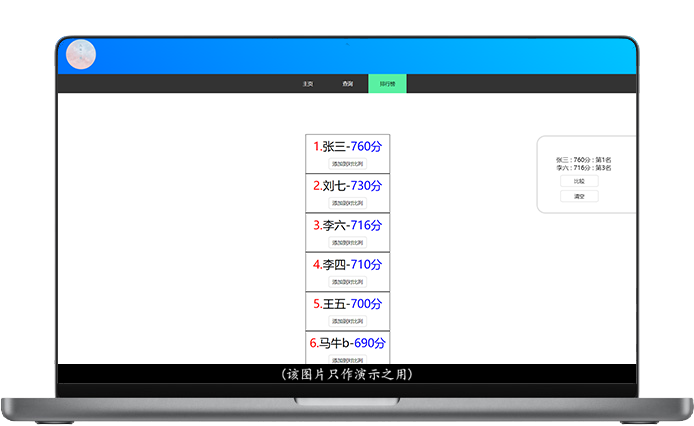 主页 查询 排行榜
1.张三-760分
添加到对比列
2.刘七-730分
添加到对比列
3.李六-716分
添加到对比列
4.李四-710分
添加到对比列
5.王五-700分
添加到对比列
6.马牛b-690分
添加到对比列
张三 : 760分 : 第1名
李六 : 716分 : 第3名
比较
清空
(该图片只作演示之用)